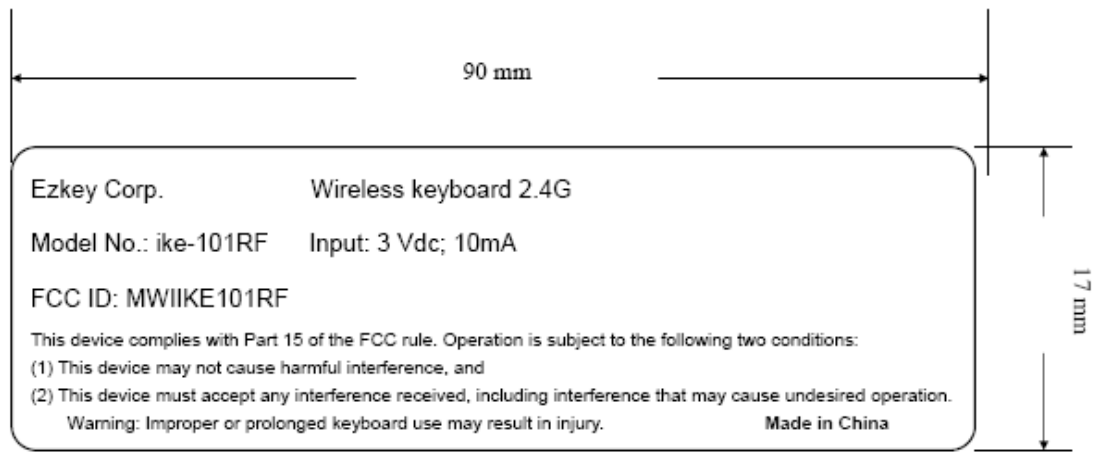 90 mm
Ezkey Corp. Wireless keyboard 2.4G
Model No.: ike-101RF Input: 3 Vdc; 10mA
FCC ID: MWIIKE101RF
This device complies with Part 15 of the FCC rule. Operation is subject to the following two conditions:
(1) This device may not cause harmful interference, and
(2) This device must accept any interference received, including interference that may cause undesired operation.
Warning: Improper or prolonged keyboard use may result in injury. Made in China
17 mm